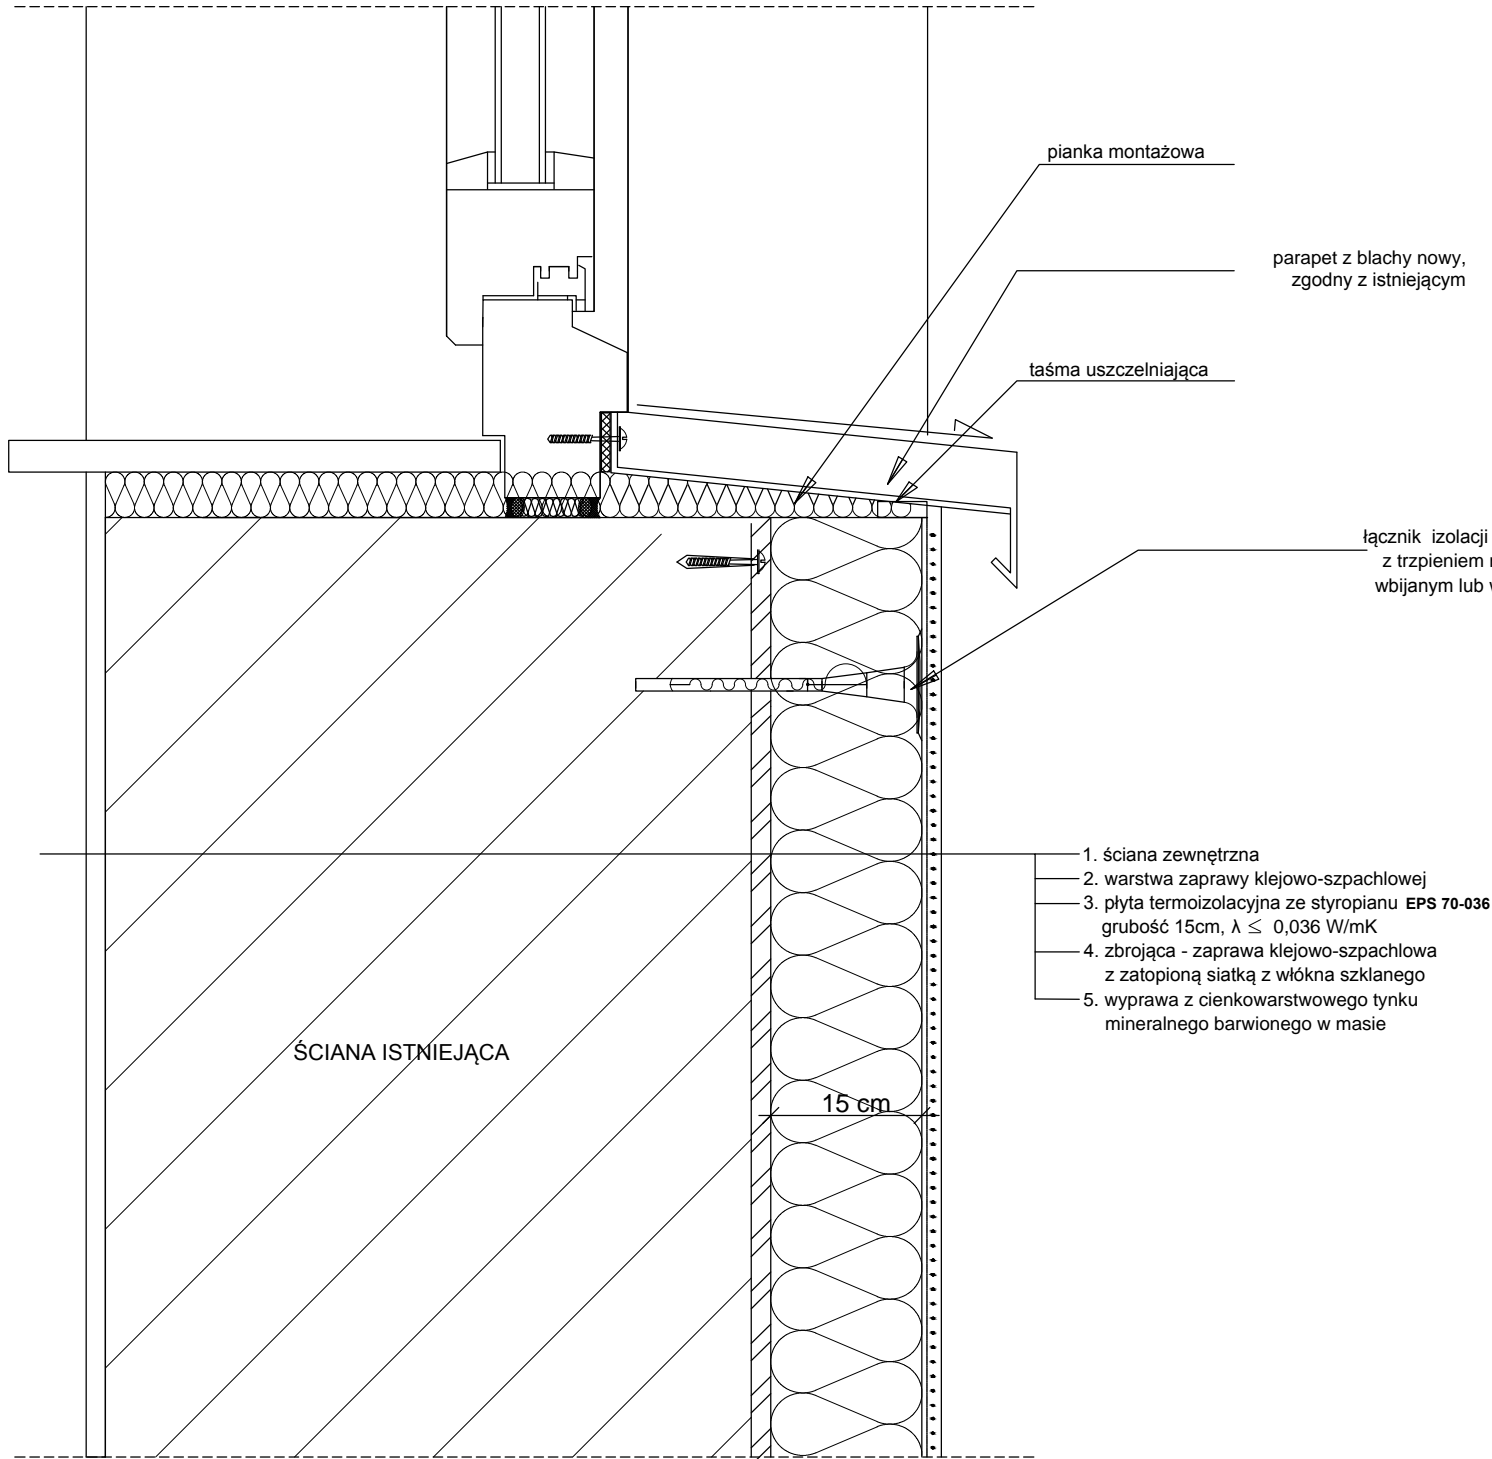 pianka montażowa
parapet z blachy nowy,
zgodny z istniejącym
taśma uszczelniająca
łącznik izolacji
z trzpieniem
wbijanym lub
1. ściana zewnętrzna
2. warstwa zaprawy klejowo-szpachlowej
3. płyta termoizolacyjna ze styropianu EPS 70-036
grubość 15cm, λ ≤ 0,036 W/mK
4. zbrojąca - zaprawa klejowo-szpachlowa
z zatopioną siatką z włókna szklanego
5. wyprawa z cienkowarstwowego tynku
mineralnego barwionego w masie
ŚCIANA ISTNIEJĄCA
15 cm